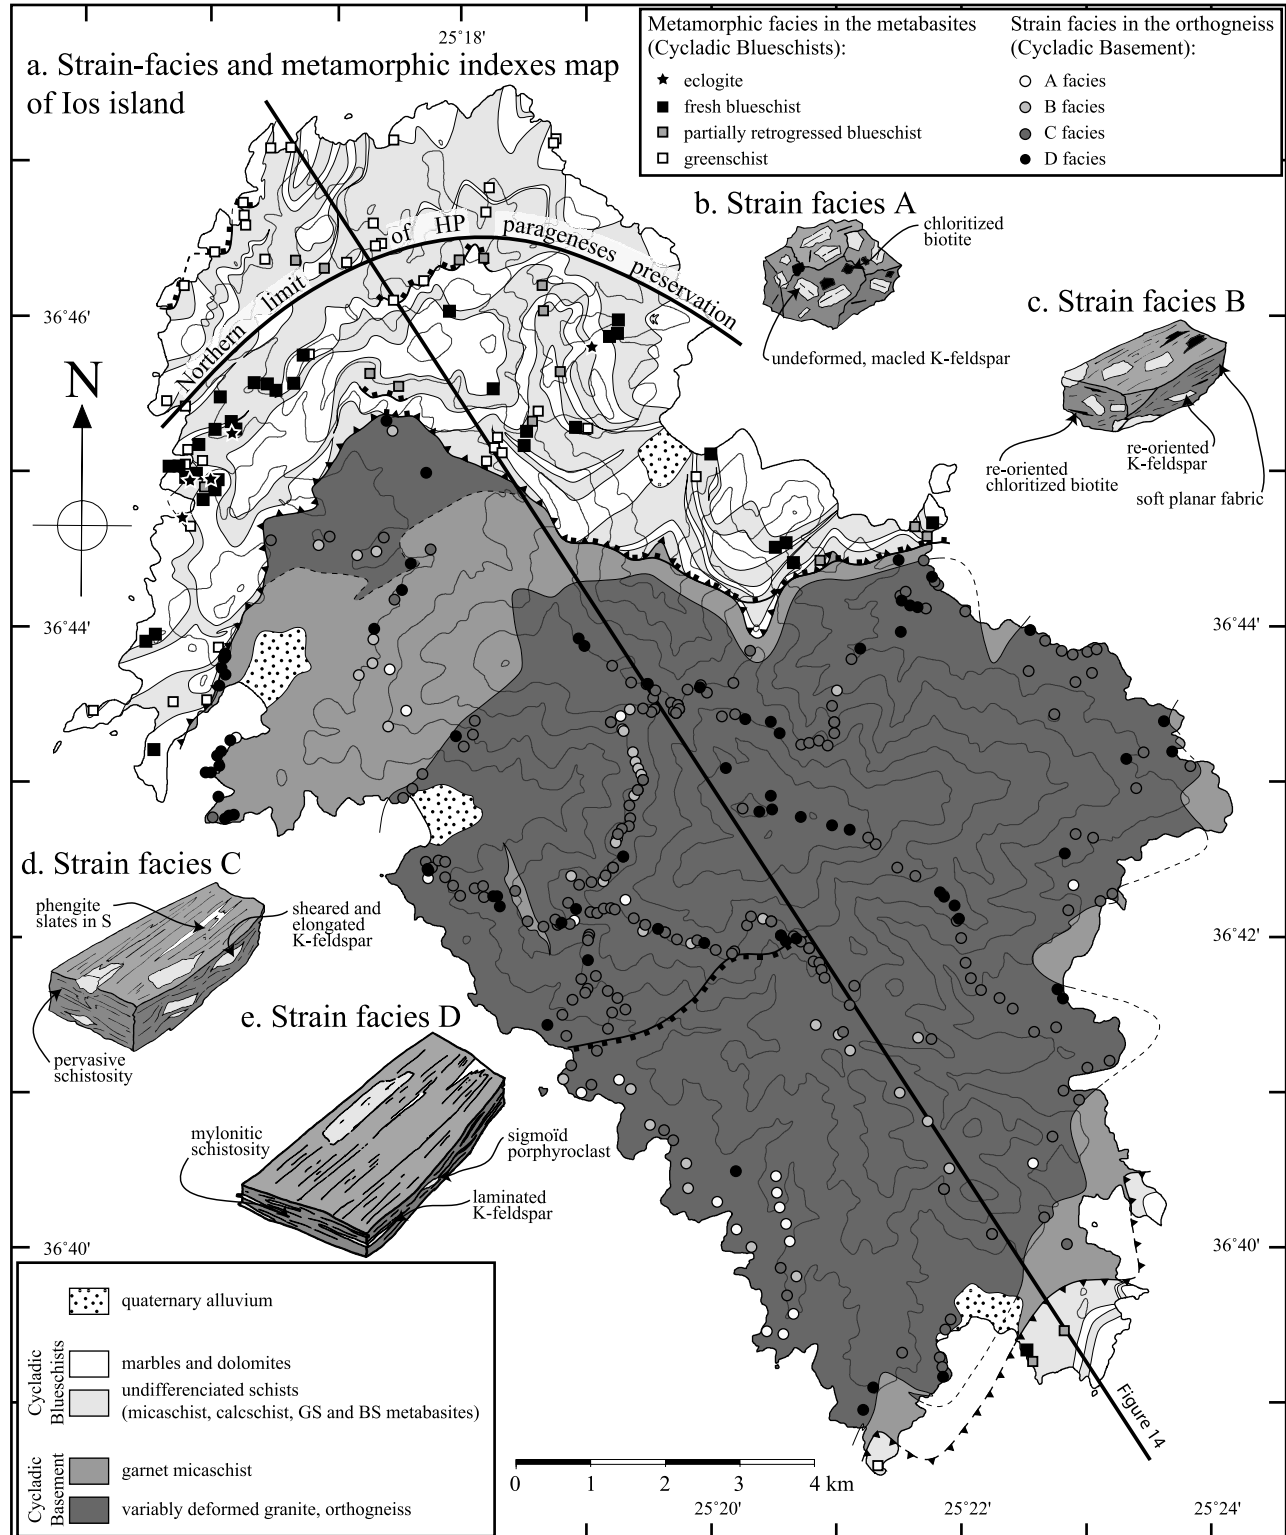 25°18'
a. Strain-facies and metamorphic indexes map
of Ios island
Metamorphic facies in the metabasites
(Cycladic Blueschists):
eclogite
fresh blueschist
partially retrogressed blueschist
greenschist
Strain facies in the orthogneiss
(Cycladic Basement):
A facies
B facies
C facies
D facies
b. Strain facies A
chloritized
biotite
undeformed, macled K-feldspar
c. Strain facies B
re-oriented
K-feldspar
re-oriented
chloritized biotite
soft planar fabric
Northern limit of HP parageneses preservation
36°46'
N
36°44'
36°44'
d. Strain facies C
phengite
slates in S
sheared and
elongated
K-feldspar
pervasive
schistosity
36°42'
e. Strain facies D
mylonitic
schistosity
sigmoïd
porphyroclast
laminated
K-feldspar
36°40'
36°40'
Figure 14
quaternary alluvium
Cycladic
Blueschists
marbles and dolomites
undifferenciated schists
(micaschist, calcschist, GS and BS metabasites)
Cycladic
Basement
garnet micaschist
variably deformed granite, orthogneiss
0 1 2 3 4 km
25°20' 25°22' 25°24'